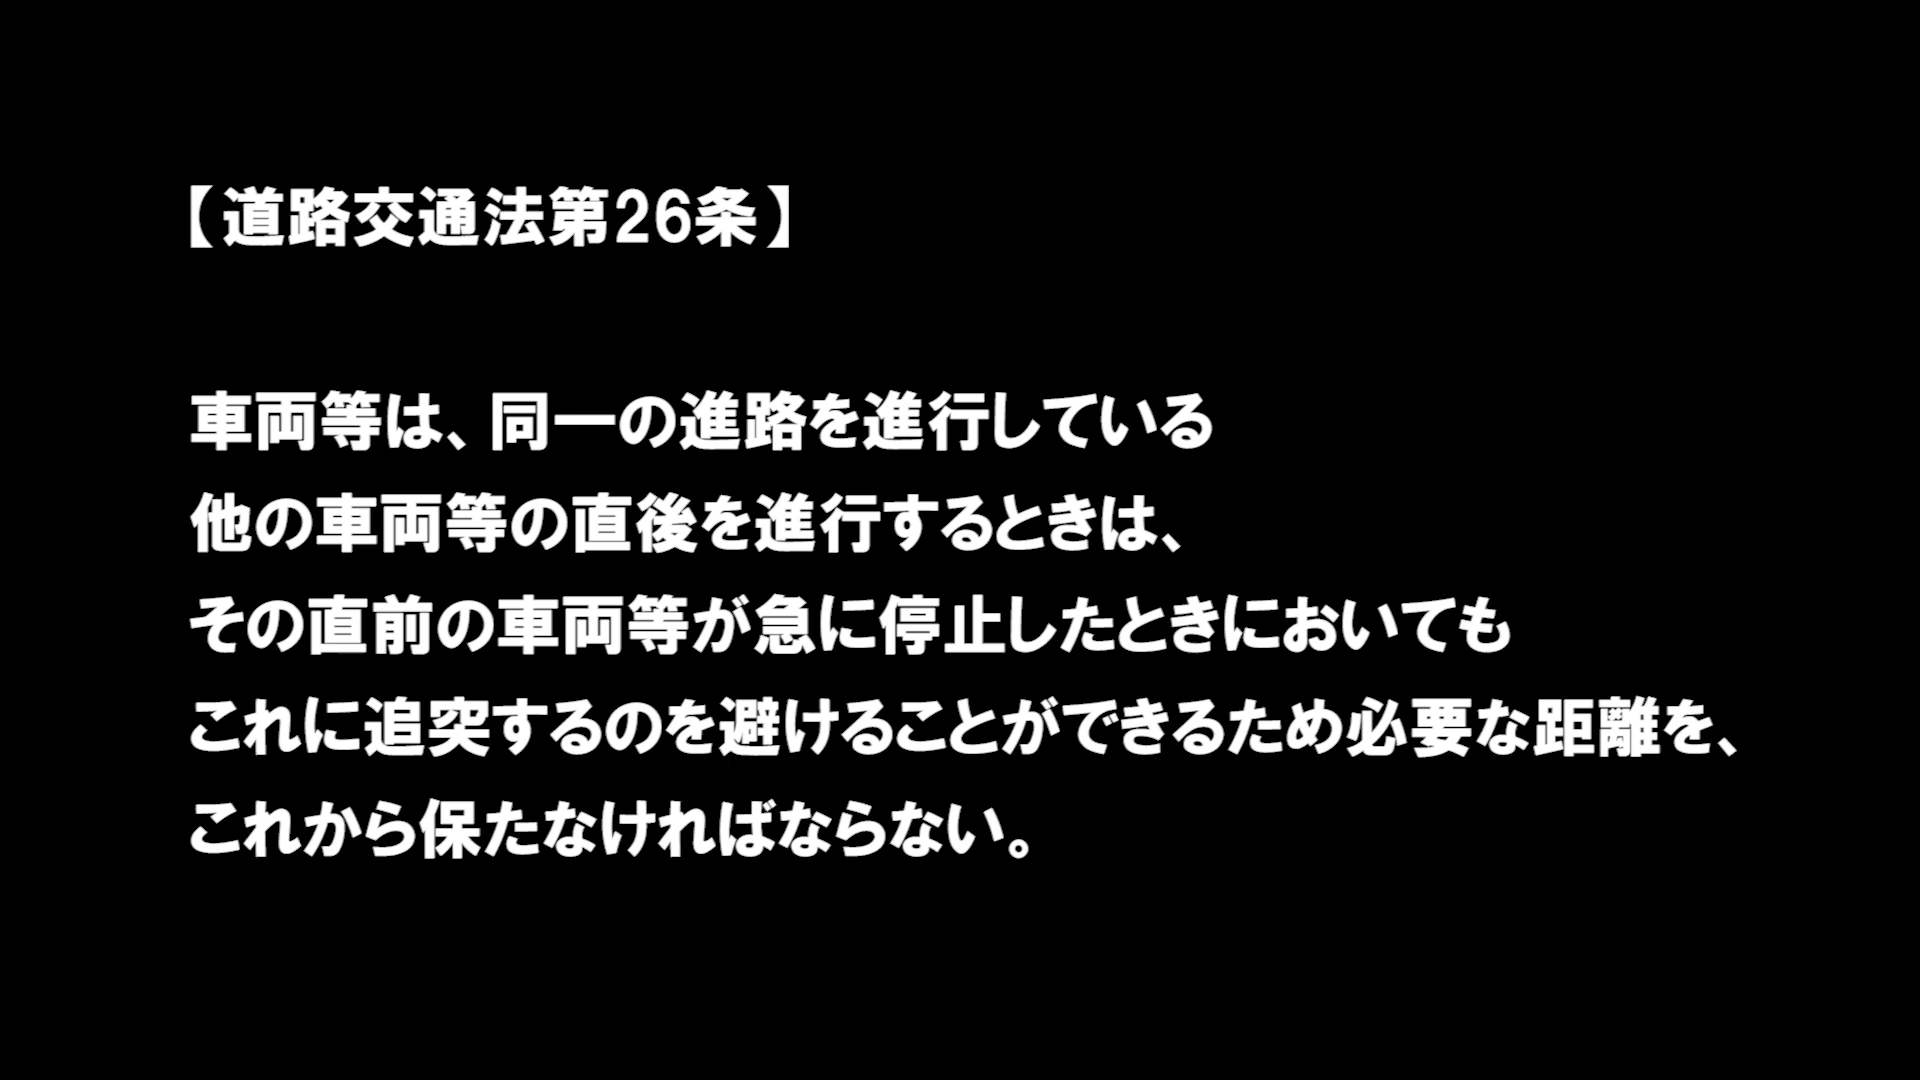 【道路交通法第26条】
車両等は、同一の進路を進行している
他の車両等の直後を進行するときは、
その直前の車両等が急に停止したときにおいても
これに追突するのを避けることができるため必要な距離を、
これから保たなければならない。